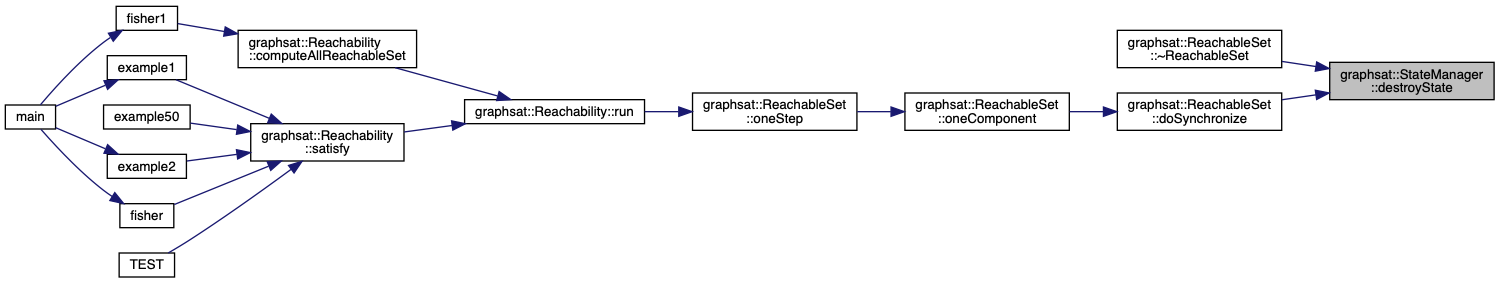 fisher1
graphsat::Reachability
::computeAllReachableSet
graphsat::ReachableSet
::~ReachableSet
example1
graphsat::StateManager
::destroyState
main
example50
graphsat::Reachability::run
graphsat::ReachableSet
::oneStep
graphsat::ReachableSet
::oneComponent
graphsat::ReachableSet
::doSynchronize
graphsat::Reachability
::satisfy
example2
fisher
TEST